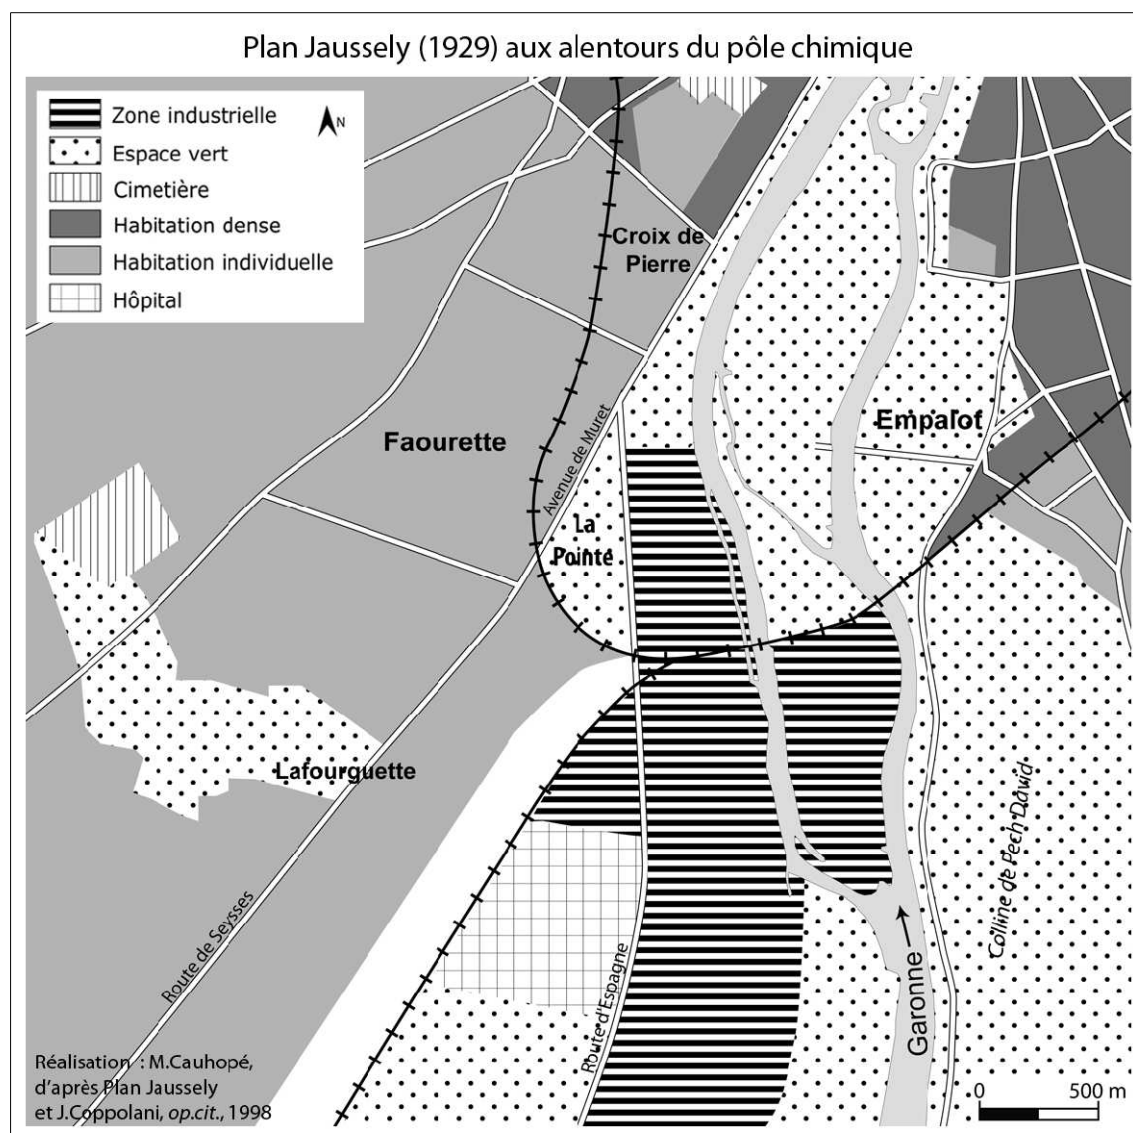 Plan Jaussely (1929) aux alentours du pôle chimique
Zone industrielle
N
Espace vert
Cimetière
Habitation dense
Habitation individuelle
Hôpital
Croix de
Pierre
Faourette
Avenue de Muret
Empalot
La
Pointe
Lafourguette
Colline de Pech David
Route de Seysses
Route d'Espagne
Garonne
Réalisation : M.Cauhopé,
d'après Plan Jaussely
et J.Coppolani, op.cit., 1998
0 500 m